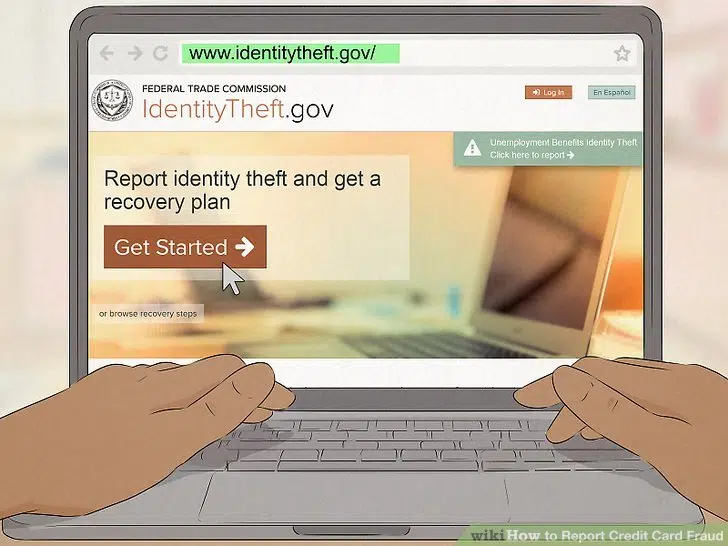 www.identitytheft.gov/
FEDERAL TRADE COMMISSION
IdentityTheft.gov
Log In
En Español
Unemployment Benefits Identity Theft
Click here to report
Report identity theft and get a
recovery plan
Get Started
or browse recovery steps
wikiHow to Report Credit Card Fraud